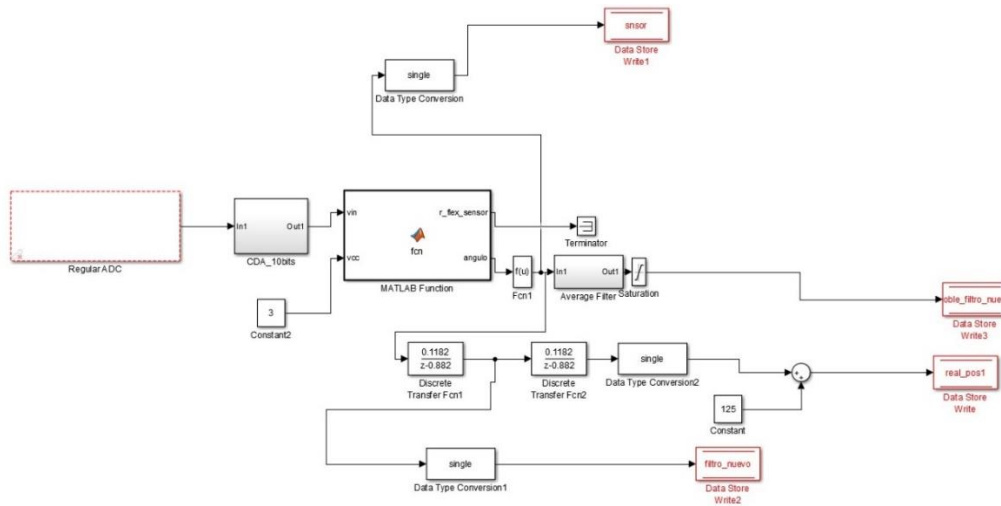 snsor
Data Store
Write1
single
Data Type Conversion
Regular ADC
In1 Out1
CDA_10bits
vin
vcc
fcn
r_flex_sensor
angulo
MATLAB Function
3
Constant2
Terminator
f(u)
Fcn1
In1 Out1
Average Filter
Saturation
oble_filtro_nue
Data Store
Write3
0.1182
z-0.882
Discrete
Transfer Fcn1
0.1182
z-0.882
Discrete
Transfer Fcn2
single
Data Type Conversion2
125
Constant
+
+
real_pos1
Data Store
Write
single
Data Type Conversion1
filtro_nuevo
Data Store
Write2